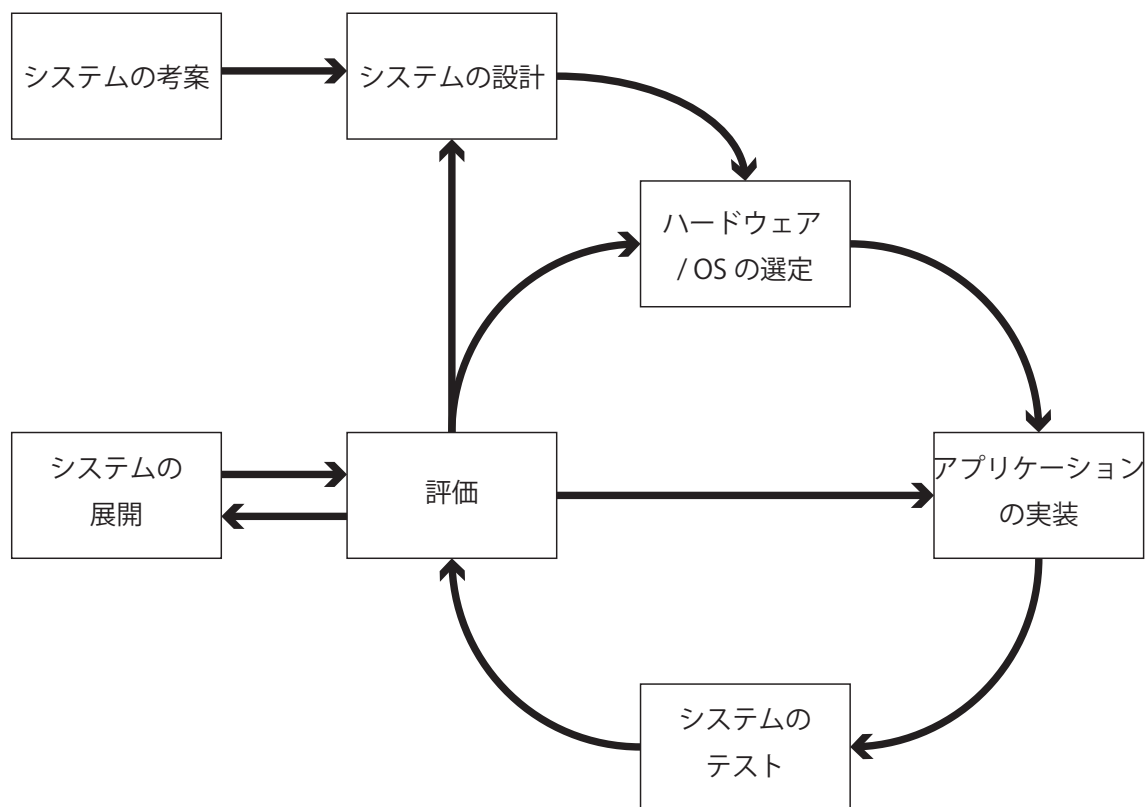 システムの考案
システムの設計
ハードウェア
/ OS の選定
システムの
展開
評価
アプリケーション
の実装
システムの
テスト